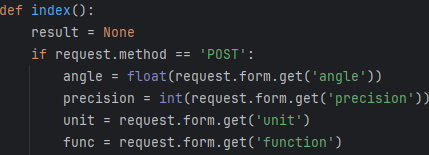 def index():
    result = None
    if request.method == 'POST':
        angle = float(request.form.get('angle'))
        precision = int(request.form.get('precision'))
        unit = request.form.get('unit')
        func = request.form.get('function')